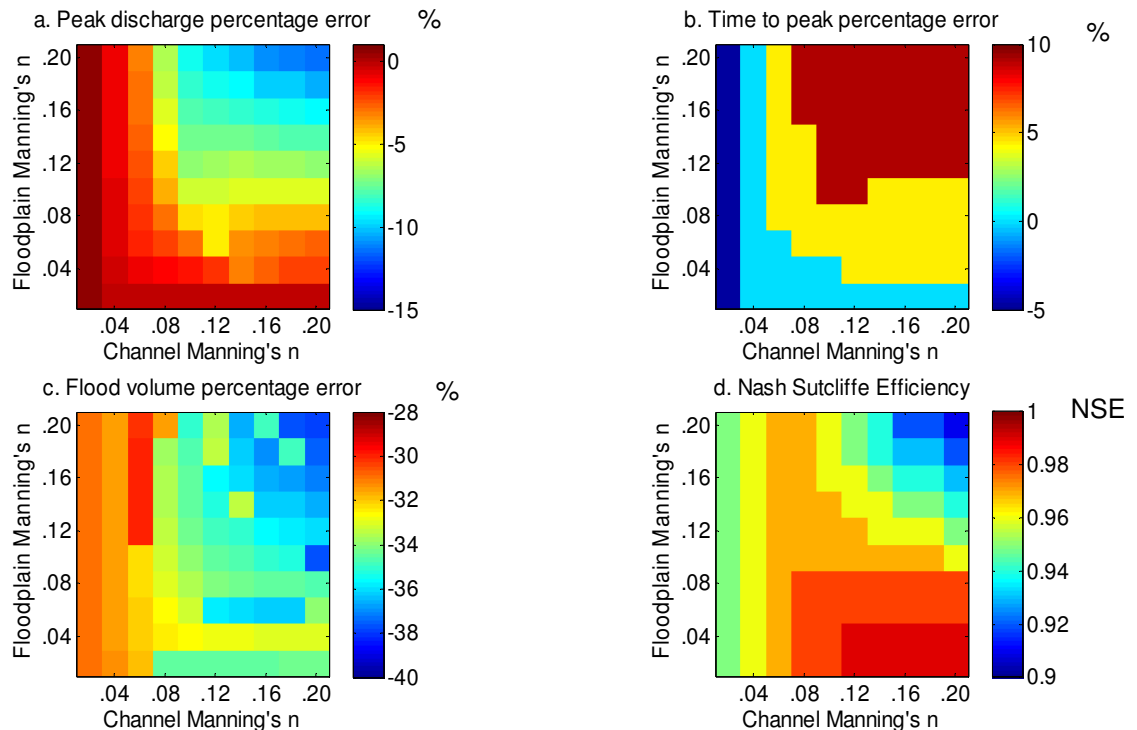 a. Peak discharge percentage error
%
Floodplain Manning's n
.20
.16
.12
.08
.04
.04 .08 .12 .16 .20
Channel Manning's n
0
-5
-10
-15
b. Time to peak percentage error
%
Floodplain Manning's n
.20
.16
.12
.08
.04
.04 .08 .12 .16 .20
Channel Manning's n
10
5
0
-5
c. Flood volume percentage error
%
Floodplain Manning's n
.20
.16
.12
.08
.04
.04 .08 .12 .16 .20
Channel Manning's n
-28
-30
-32
-34
-36
-38
-40
d. Nash Sutcliffe Efficiency
NSE
Floodplain Manning's n
.20
.16
.12
.08
.04
.04 .08 .12 .16 .20
Channel Manning's n
1
0.98
0.96
0.94
0.92
0.9